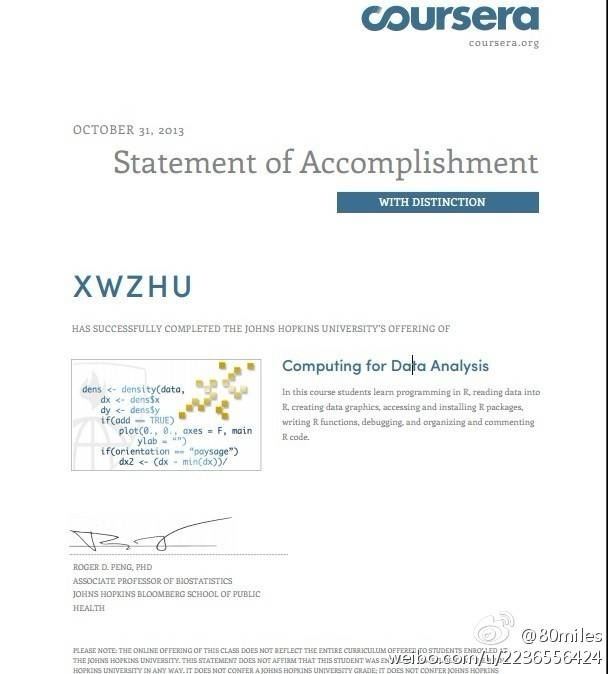 coursera
coursera.org
OCTOBER 31, 2013
Statement of Accomplishment
WITH DISTINCTION
XWZHU
HAS SUCCESSFULLY COMPLETED THE JOHNS HOPKINS UNIVERSITY'S OFFERING OF
dens <- density(data,
dx <- dens$x
dy <- dens$y
if(add == TRUE)
plot(0., 0., axes = F, main
ylab = "")
if(orientation == "paysage")
dx2 <- (dx - min(dx))/
Computing for Data Analysis
In this course students learn programming in R, reading data into
R, creating data graphics, accessing and installing R packages,
writing R functions, debugging, and organizing and commenting
R code.
ROGER D. PENG, PHD
ASSOCIATE PROFESSOR OF BIOSTATISTICS
JOHNS HOPKINS BLOOMBERG SCHOOL OF PUBLIC
HEALTH
PLEASE NOTE: THE ONLINE OFFERING OF THIS CLASS DOES NOT REFLECT THE ENTIRE CURRICULUM OFFERED TO STUDENTS ENROLLED AT
THE JOHNS HOPKINS UNIVERSITY. THIS STATEMENT DOES NOT AFFIRM THAT THIS STUDENT WAS
HOPKINS UNIVERSITY IN ANY WAY. IT DOES NOT CONFER A JOHNS HOPKINS UNIVERSITY GRADE; IT DOES NOT CONFER JOHNS HOPKINS
@80miles
weibo.com/u/2236556424